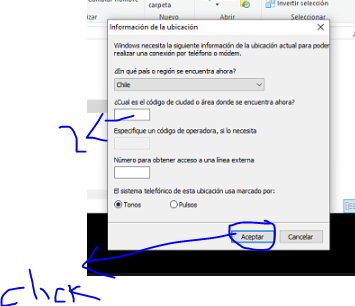 carpeta
Invertir selección
Nuevo
Abrir
Seleccionar
Información de la ubicación
Windows necesita la siguiente información de la ubicación actual para poder
realizar una conexión por teléfono o módem.
¿En qué país o región se encuentra ahora?
Chile
¿Cuál es el código de ciudad o área donde se encuentra ahora?
2
Especifique un código de operadora, si lo necesita
Número para obtener acceso a una línea externa
El sistema telefónico de esta ubicación usa marcado por:
Tonos
Pulsos
Aceptar
Cancelar
click